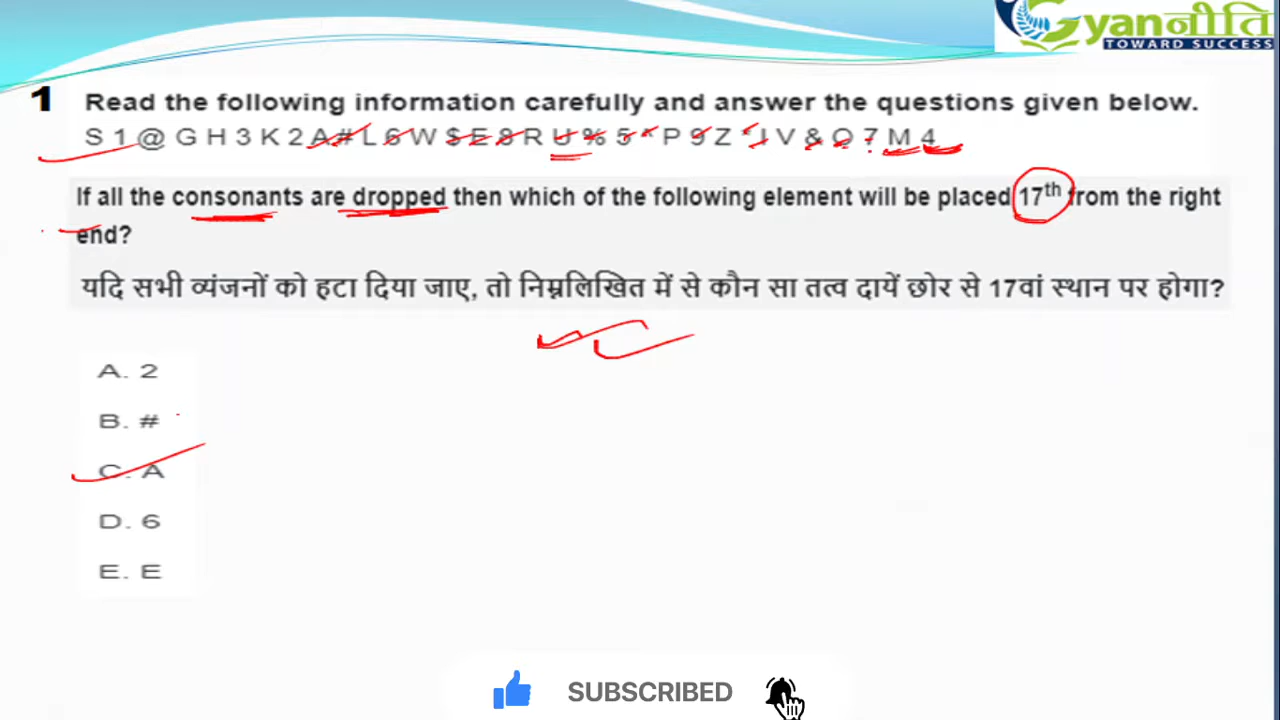 Gyanनीति
TOWARD SUCCESS
1 Read the following information carefully and answer the questions given below.
S 1 @ G H 3 K 2 A # L 6 W $ E 8 R U % 5 * P 9 Z * I V & O 7 M 4
If all the consonants are dropped then which of the following element will be placed 17th from the right
end?
यदि सभी व्यंजनों को हटा दिया जाए, तो निम्नलिखित में से कौन सा तत्व दायें छोर से 17वां स्थान पर होगा?
A. 2
B. #
C. A
D. 6
E. E
SUBSCRIBED